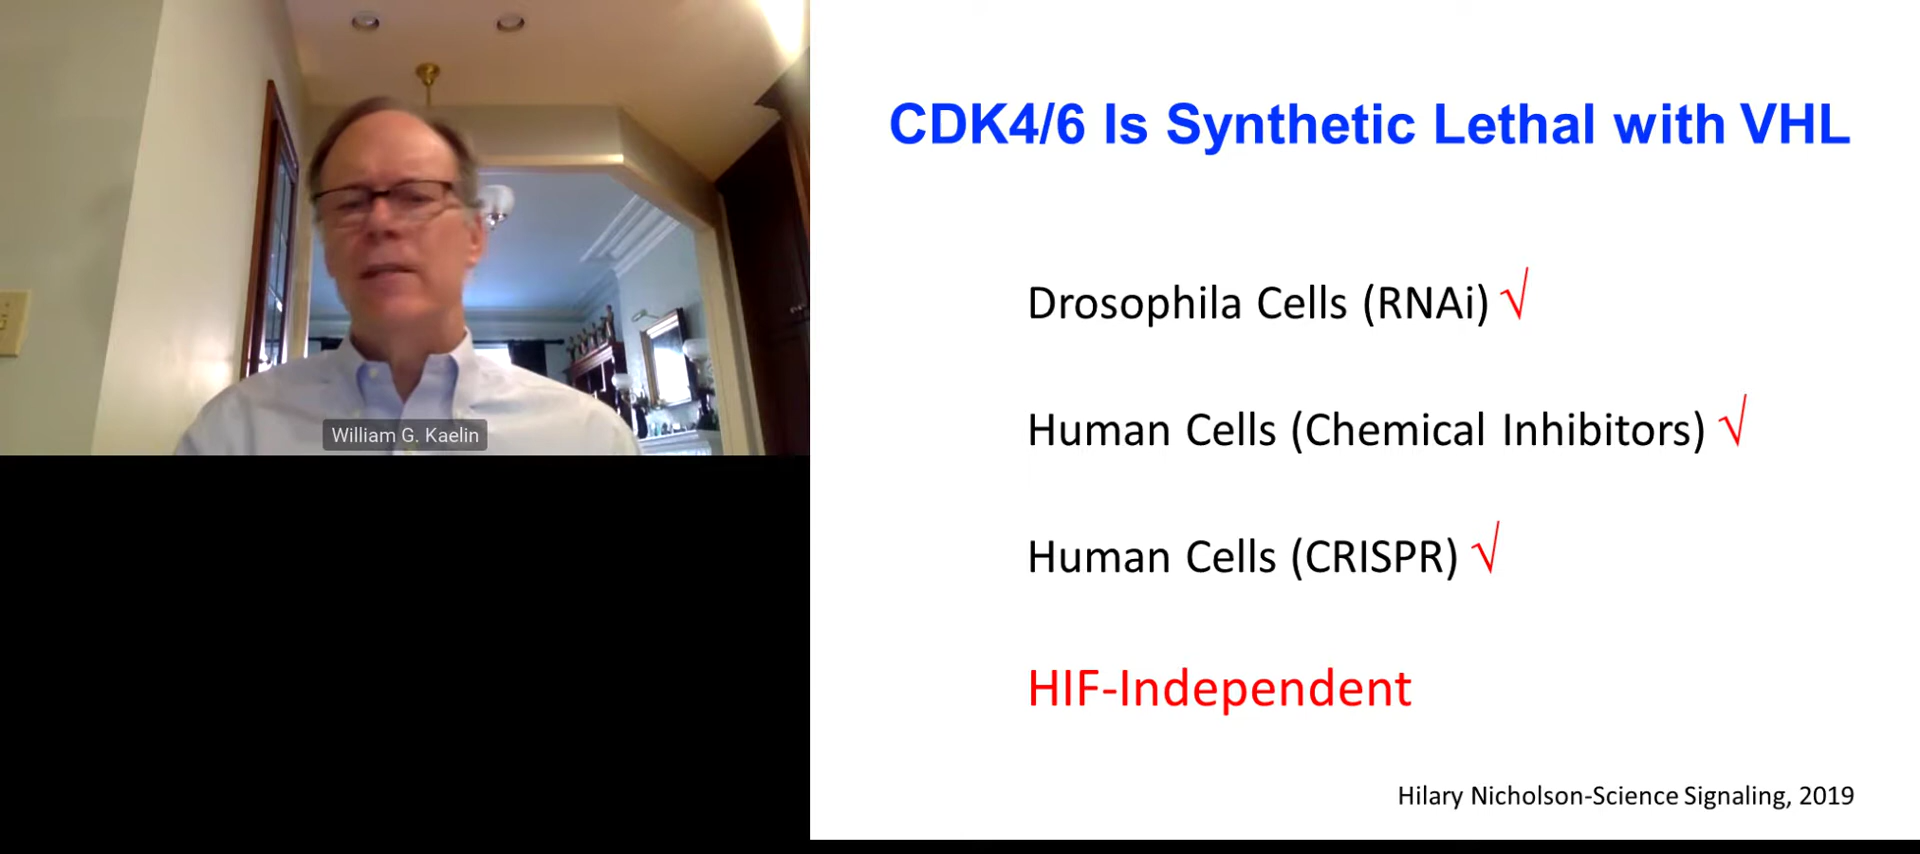 William G. Kaelin
CDK4/6 Is Synthetic Lethal with VHL
Drosophila Cells (RNAi) √
Human Cells (Chemical Inhibitors) √
Human Cells (CRISPR) √
HIF-Independent
Hilary Nicholson-Science Signaling, 2019